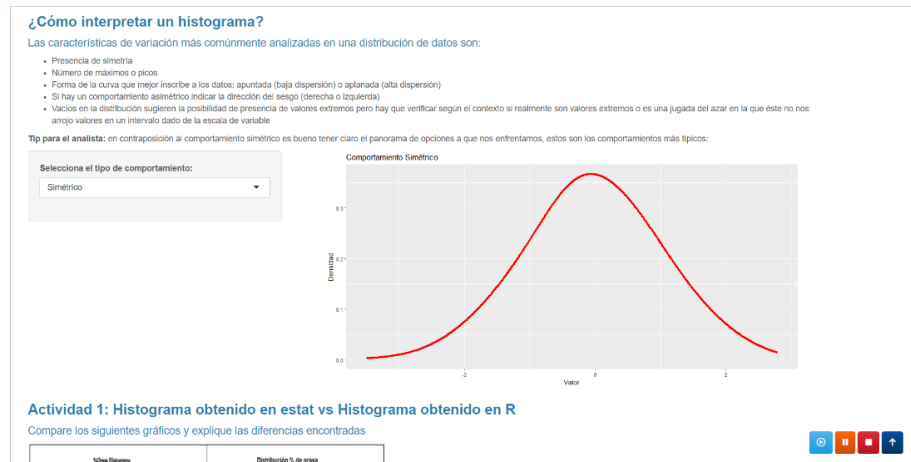 ¿Cómo interpretar un histograma?
Las características de variación más comúnmente analizadas en una distribución de datos son:
Presencia de simetría
Número de máximos o picos
Forma de la curva que mejor inscribe a los datos: apuntada (baja dispersión) o aplanada (alta dispersión)
Si hay un comportamiento asimétrico indicar la dirección del sesgo (derecha o izquierda)
Vacíos en la distribución sugieren la posibilidad de presencia de valores extremos pero hay que verificar según el contexto si realmente son valores extremos o es una jugada del azar en la que éste no nos
arrojo valores en un intervalo dado de la escala de variable
Tip para el analista: en contraposición al comportamiento simétrico es bueno tener claro el panorama de opciones a que nos enfrentamos, estos son los comportamientos más típicos:
Selecciona el tipo de comportamiento:
Simétrico
Comportamiento Simétrico
Densidad
0.3
0.2
0.1
0.0
-2
0
2
Valor
Actividad 1: Histograma obtenido en estat vs Histograma obtenido en R
Compare los siguientes gráficos y explique las diferencias encontradas
Distribución % de grasa